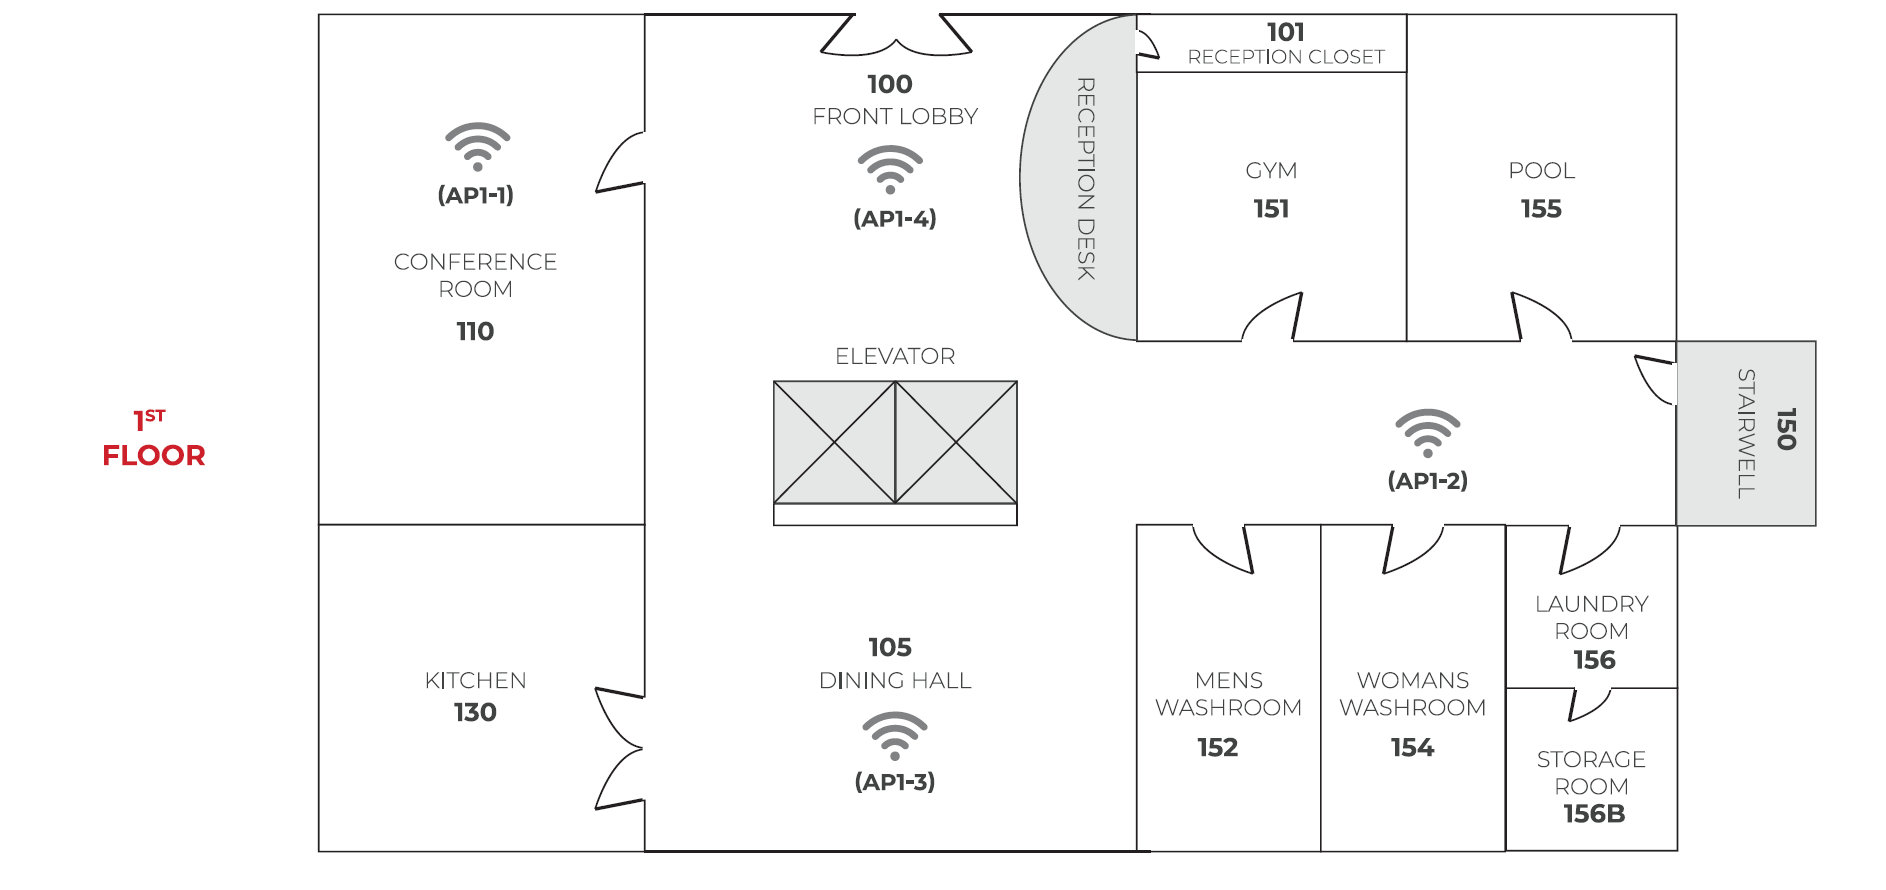 1ST
FLOOR
(AP1-1)
CONFERENCE
ROOM
110
KITCHEN
130
100
FRONT LOBBY
(AP1-4)
ELEVATOR
105
DINING HALL
(AP1-3)
RECEPTION DESK
101
RECEPTION CLOSET
GYM
151
POOL
155
(AP1-2)
STAIRWELL
150
MENS
WASHROOM
152
WOMANS
WASHROOM
154
LAUNDRY
ROOM
156
STORAGE
ROOM
156B